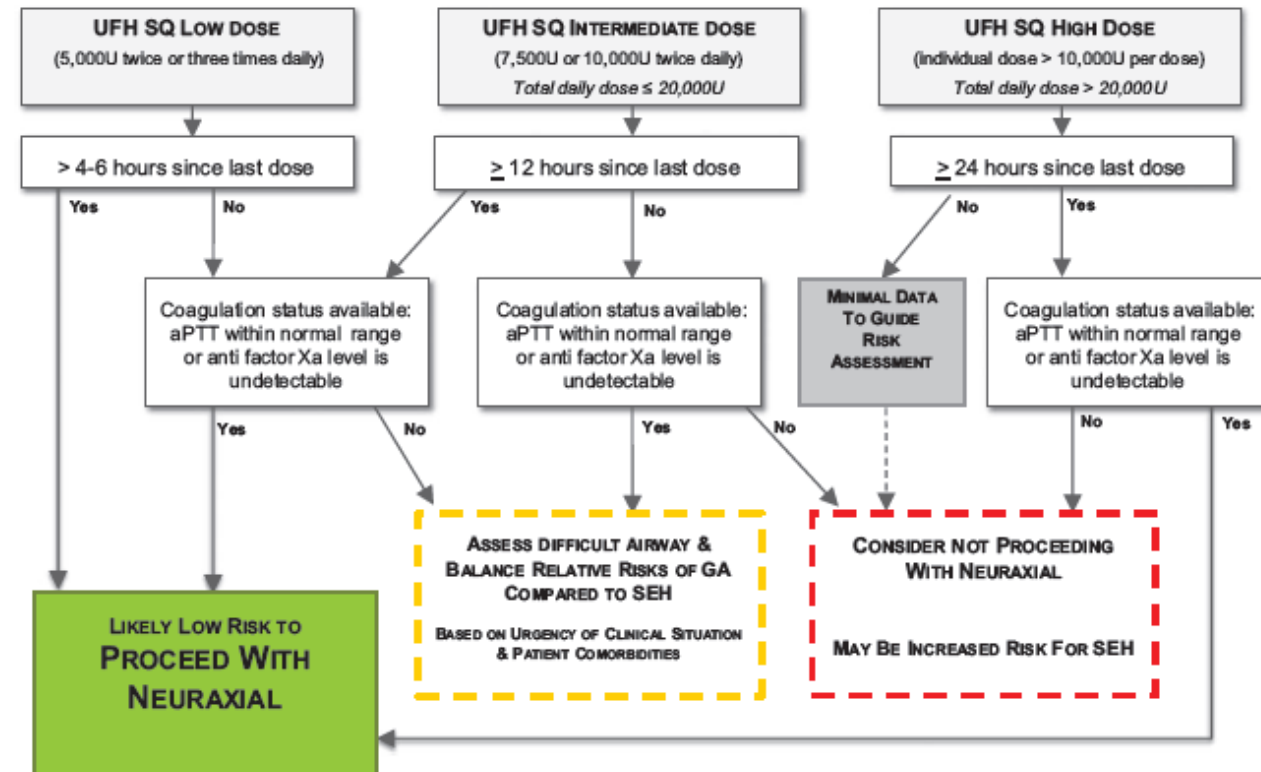 UFH SQ LOW DOSE
(5,000U twice or three times daily)
UFH SQ INTERMEDIATE DOSE
(7,500U or 10,000U twice daily)
Total daily dose ≤ 20,000U
UFH SQ HIGH DOSE
(individual dose > 10,000U per dose)
Total daily dose > 20,000U
> 4-6 hours since last dose
≥ 12 hours since last dose
≥ 24 hours since last dose
Yes
No
Yes
No
No
Yes
Coagulation status available:
aPTT within normal range
or anti factor Xa level is
undetectable
Coagulation status available:
aPTT within normal range
or anti factor Xa level is
undetectable
MINIMAL DATA
TO GUIDE
RISK
ASSESSMENT
Coagulation status available:
aPTT within normal range
or anti factor Xa level is
undetectable
Yes
No
Yes
No
No
Yes
ASSESS DIFFICULT AIRWAY &
BALANCE RELATIVE RISKS OF GA
COMPARED TO SEH
BASED ON URGENCY OF CLINICAL SITUATION
& PATIENT COMORBIDITIES
CONSIDER NOT PROCEEDING
WITH NEURAXIAL
MAY BE INCREASED RISK FOR SEH
LIKELY LOW RISK TO
PROCEED WITH
NEURAXIAL